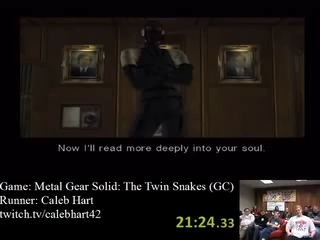 Now I'll read more deeply into your soul.
Game: Metal Gear Solid: The Twin Snakes (GC)
Runner: Caleb Hart
twitch.tv/calebhart42
21:24.33